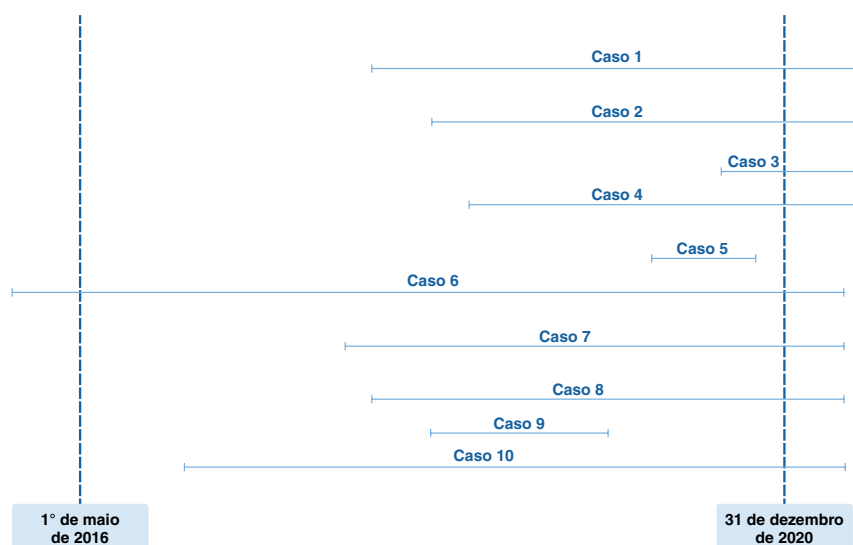 Caso 1
Caso 2
Caso 3
Caso 4
Caso 5
Caso 6
Caso 7
Caso 8
Caso 9
Caso 10
1° de maio
de 2016
31 de dezembro
de 2020